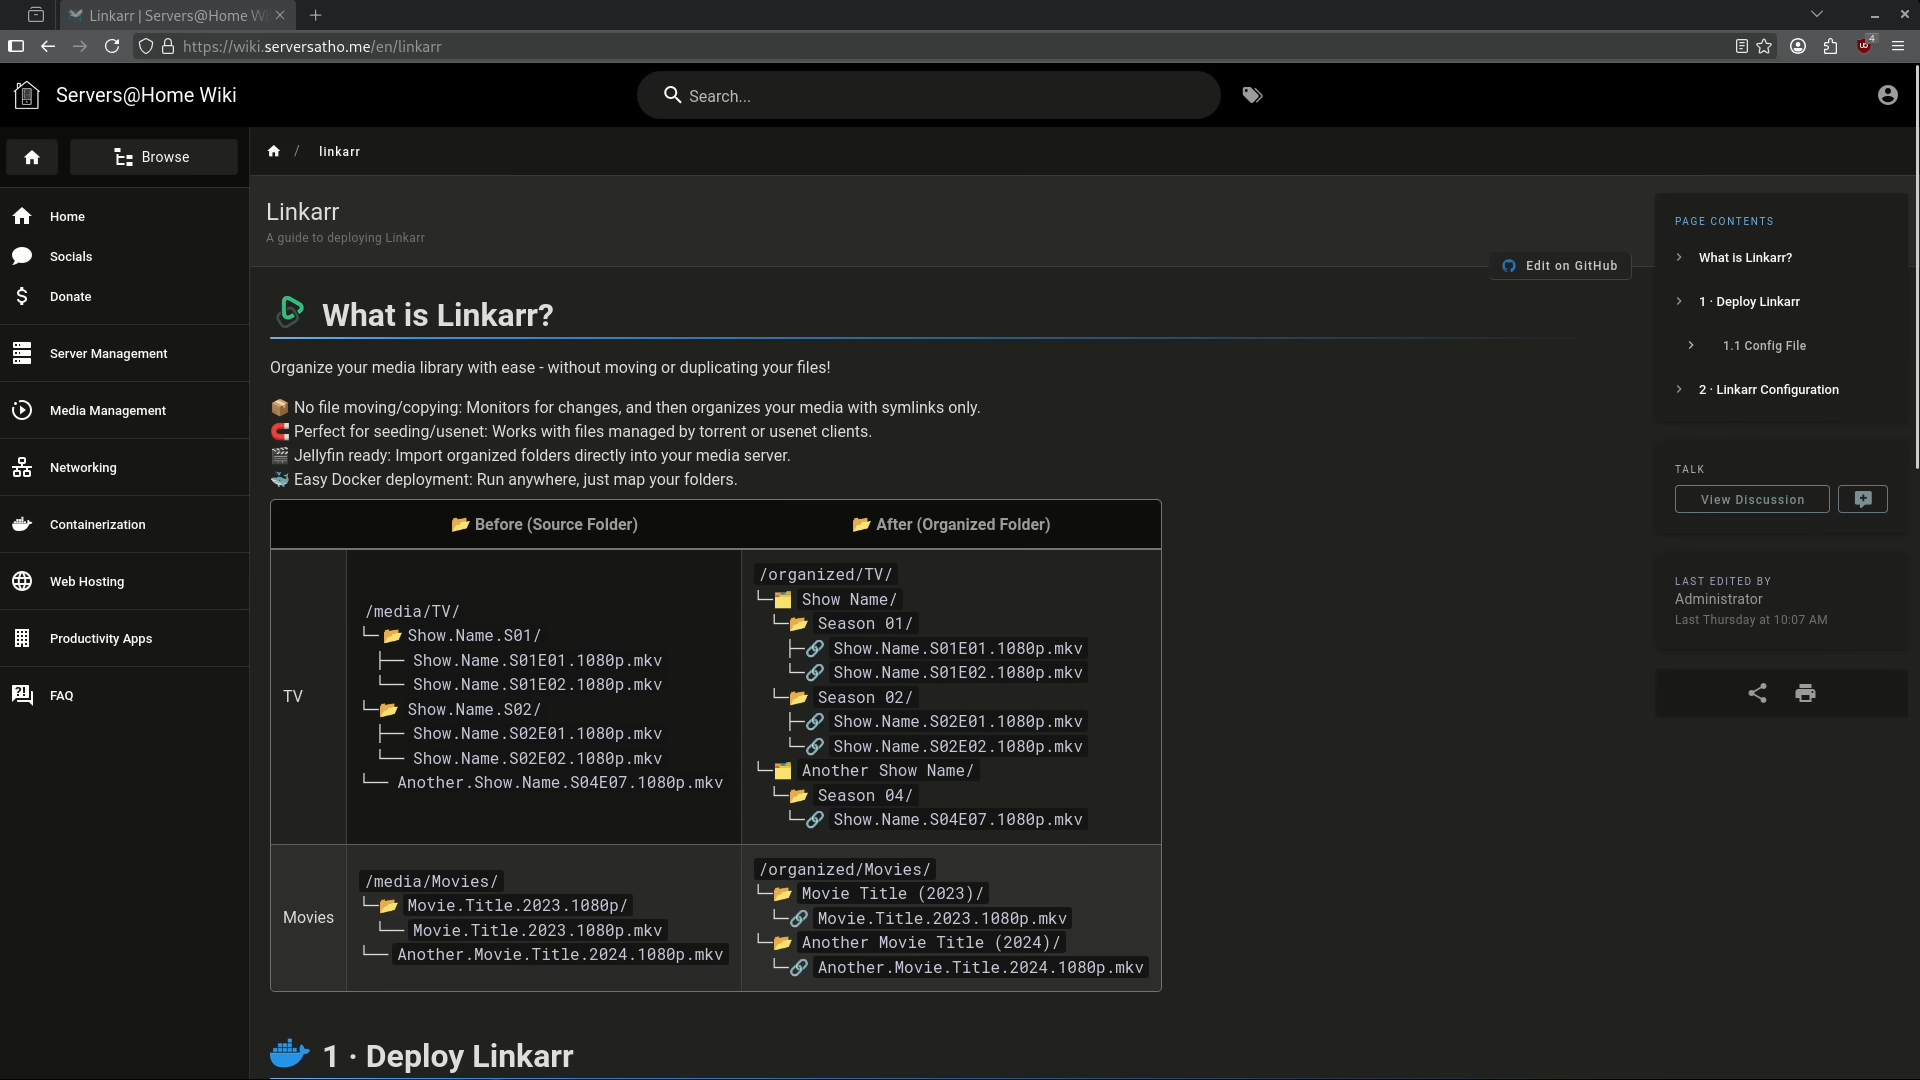 Linkarr | Servers@Home W
https://wiki.serversatho.me/en/linkarr
4
Servers@Home Wiki
Search...
Browse
linkarr
Home
Socials
Donate
Server Management
Media Management
Networking
Containerization
Web Hosting
Productivity Apps
FAQ
Linkarr
A guide to deploying Linkarr
Edit on GitHub
What is Linkarr?
Organize your media library with ease - without moving or duplicating your files!
📦 No file moving/copying: Monitors for changes, and then organizes your media with symlinks only.
🧲 Perfect for seeding/usenet: Works with files managed by torrent or usenet clients.
🎬 Jellyfin ready: Import organized folders directly into your media server.
🐳 Easy Docker deployment: Run anywhere, just map your folders.
📂 Before (Source Folder)
📂 After (Organized Folder)
TV
/media/TV/
└─📂 Show.Name.S01/
├── Show.Name.S01E01.1080p.mkv
└── Show.Name.S01E02.1080p.mkv
└─📂 Show.Name.S02/
├── Show.Name.S02E01.1080p.mkv
└── Show.Name.S02E02.1080p.mkv
└── Another.Show.Name.S04E07.1080p.mkv
/organized/TV/
└─🗂️ Show Name/
└─📂 Season 01/
├─🔗 Show.Name.S01E01.1080p.mkv
└─🔗 Show.Name.S01E02.1080p.mkv
└─📂 Season 02/
├─🔗 Show.Name.S02E01.1080p.mkv
└─🔗 Show.Name.S02E02.1080p.mkv
└─🗂️ Another Show Name/
└─📂 Season 04/
└─🔗 Show.Name.S04E07.1080p.mkv
Movies
/media/Movies/
└─📂 Movie.Title.2023.1080p/
└── Movie.Title.2023.1080p.mkv
└── Another.Movie.Title.2024.1080p.mkv
/organized/Movies/
└─📂 Movie Title (2023)/
└─🔗 Movie.Title.2023.1080p.mkv
└─📂 Another Movie Title (2024)/
└─🔗 Another.Movie.Title.2024.1080p.mkv
1 · Deploy Linkarr
PAGE CONTENTS
What is Linkarr?
1 · Deploy Linkarr
1.1 Config File
2 · Linkarr Configuration
TALK
View Discussion
LAST EDITED BY
Administrator
Last Thursday at 10:07 AM